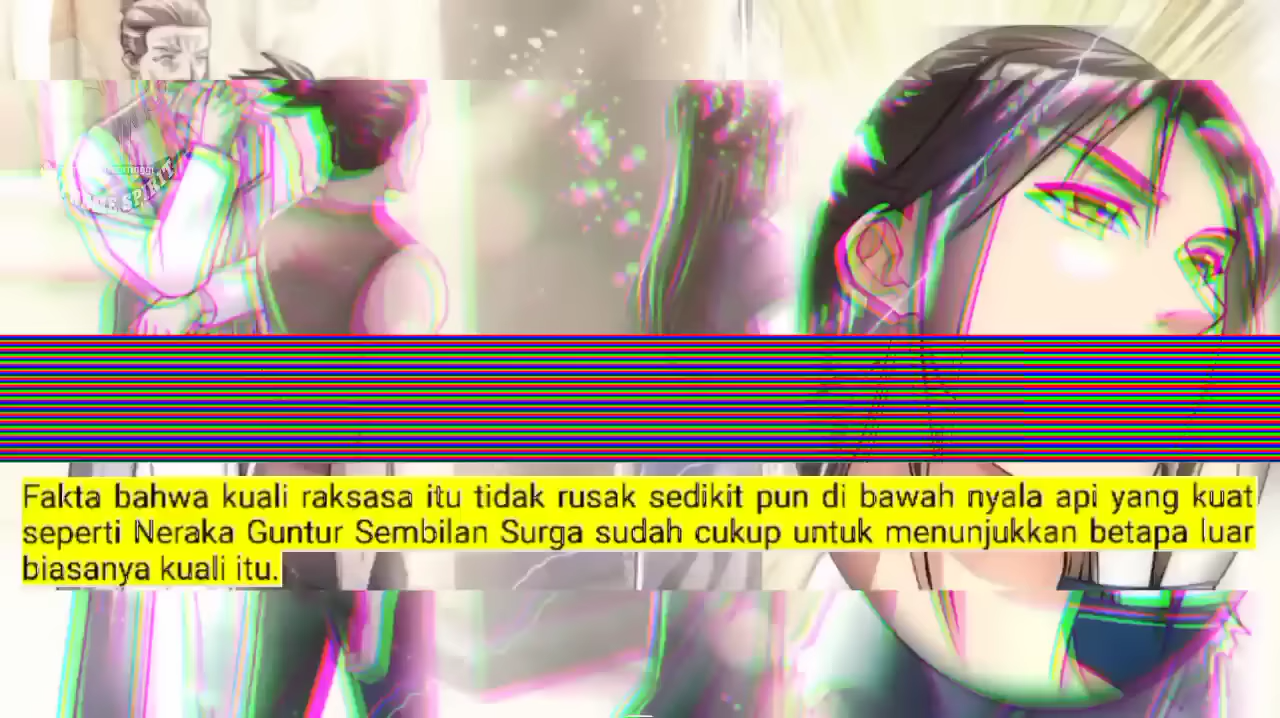 SPIRIT
Fakta bahwa kuali raksasa itu tidak rusak sedikit pun di bawah nyala api yang kuat
seperti Neraka Guntur Sembilan Surga sudah cukup untuk menunjukkan betapa luar
biasanya kuali itu.